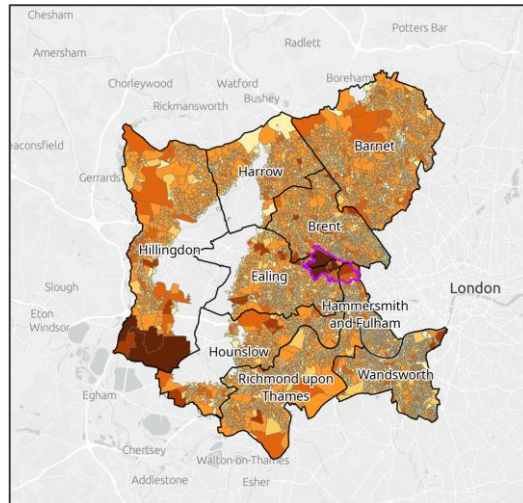 Chesham
Potters Bar
Radlett
Amersham
Chorleywood
Watford
Boreham
Bushey
Rickmansworth
Barnet
eaconsfield
Harrow
Gerrards
Brent
Hillingdon
Ealing
Slough
London
Hammersmith
and Fulham
Eton
Windsor
Hounslow
Richmond upon
Thames
Wandsworth
Egham
Chertsey
Walton-on-Thames
Addlestone
Esher